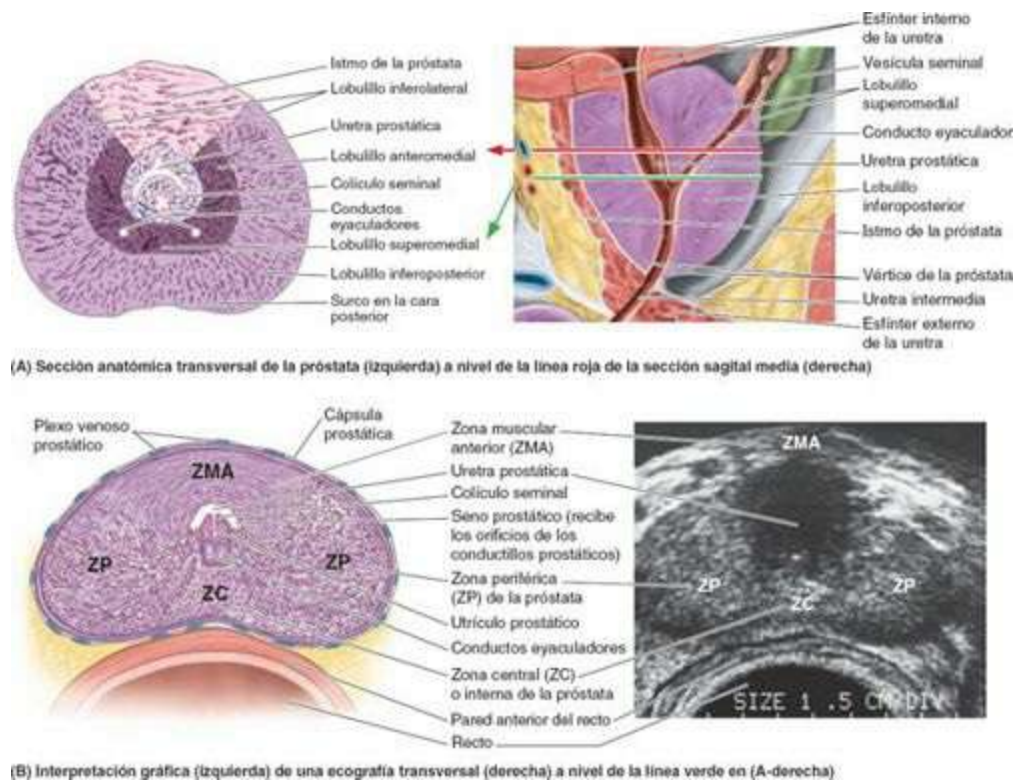 Istmo de la próstata
Lobulillo inferolateral
Uretra prostática
Lobulillo anteromedial
Colículo seminal
Conductos
eyaculadores
Lobulillo superomedial
Lobulillo inferoposterior
Surco en la cara
posterior
Esfínter interno
de la uretra
Vesícula seminal
Lobulillo
superomedial
Conducto eyaculador
Uretra prostática
Lobulillo
inferoposterior
Istmo de la próstata
Vértice de la próstata
Uretra intermedia
Esfínter externo
de la uretra
(A) Sección anatómica transversal de la próstata (izquierda) a nivel de la línea roja de la sección sagital media (derecha)
Plexo venoso
prostático
Cápsula
prostática
ZMA
ZP
ZP
ZC
Zona muscular
anterior (ZMA)
Uretra prostática
Colículo seminal
Seno prostático (recibe
los orificios de los
conductillos prostáticos)
Zona periférica
(ZP) de la próstata
Utrículo prostático
Conductos eyaculadores
Zona central (ZC)
o interna de la próstata
Pared anterior del recto
Recto
ZMA
ZP
ZP
ZC
SIZE 1 .5 CM/DIV
(B) Interpretación gráfica (izquierda) de una ecografía transversal (derecha) a nivel de la línea verde en (A-derecha)